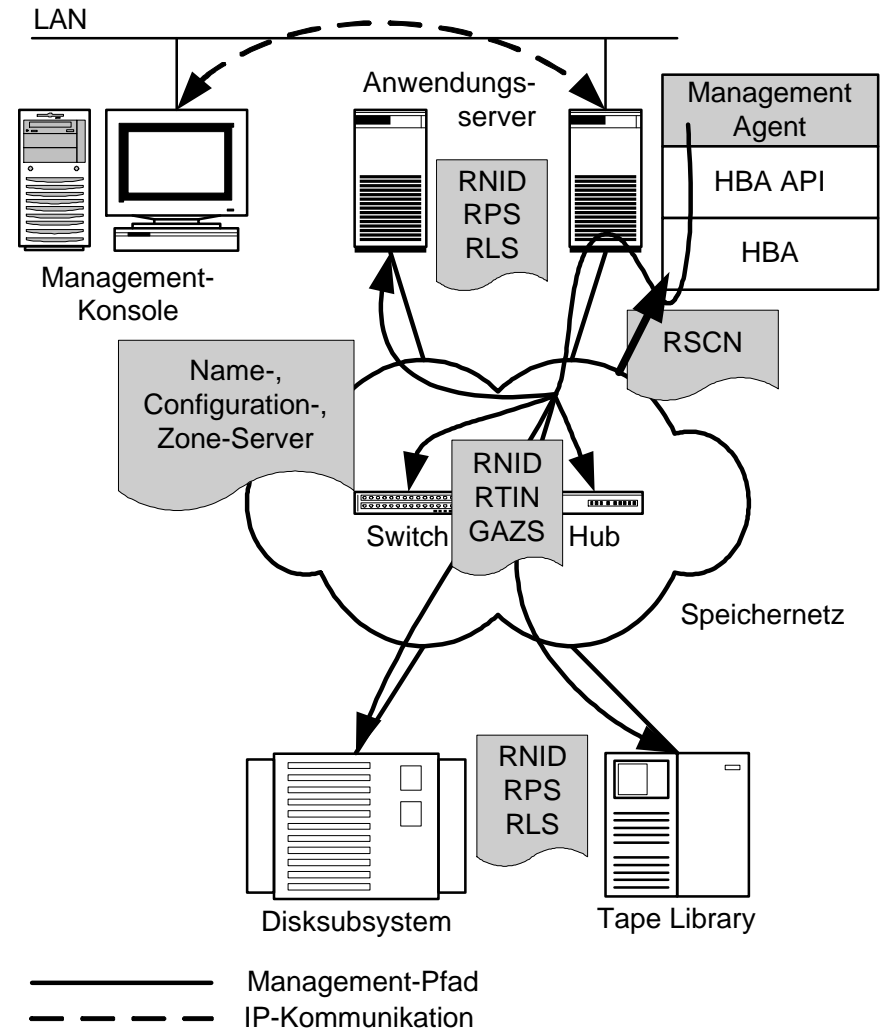 LAN
Anwendungs-
server
Management
Agent
HBA API
HBA
RNID
RPS
RLS
Management-
Konsole
RSCN
Name-,
Configuration-,
Zone-Server
RNID
RTIN
GAZS
Switch
Hub
Speichernetz
RNID
RPS
RLS
Disksubsystem
Tape Library
Management-Pfad
IP-Kommunikation